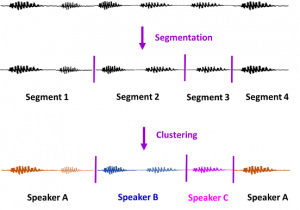 Segmentation
Segment 1 Segment 2 Segment 3 Segment 4
Clustering
Speaker A Speaker B Speaker C Speaker A